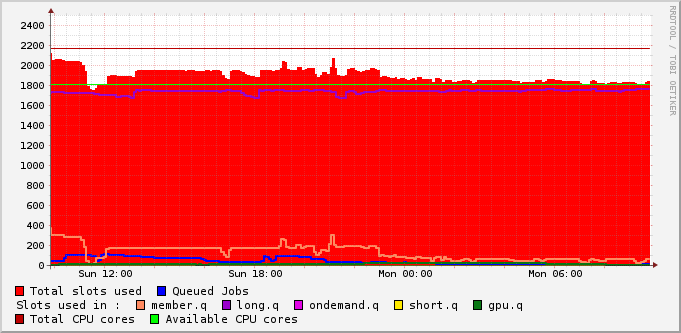 RRDTOOL / TOBI OETIKER
2400
2200
2000
1800
1600
1400
1200
1000
800
600
400
200
0
Sun 12:00 Sun 18:00 Mon 00:00 Mon 06:00
Total slots used Queued Jobs
Slots used in : member.q long.q ondemand.q short.q gpu.q
Total CPU cores Available CPU cores